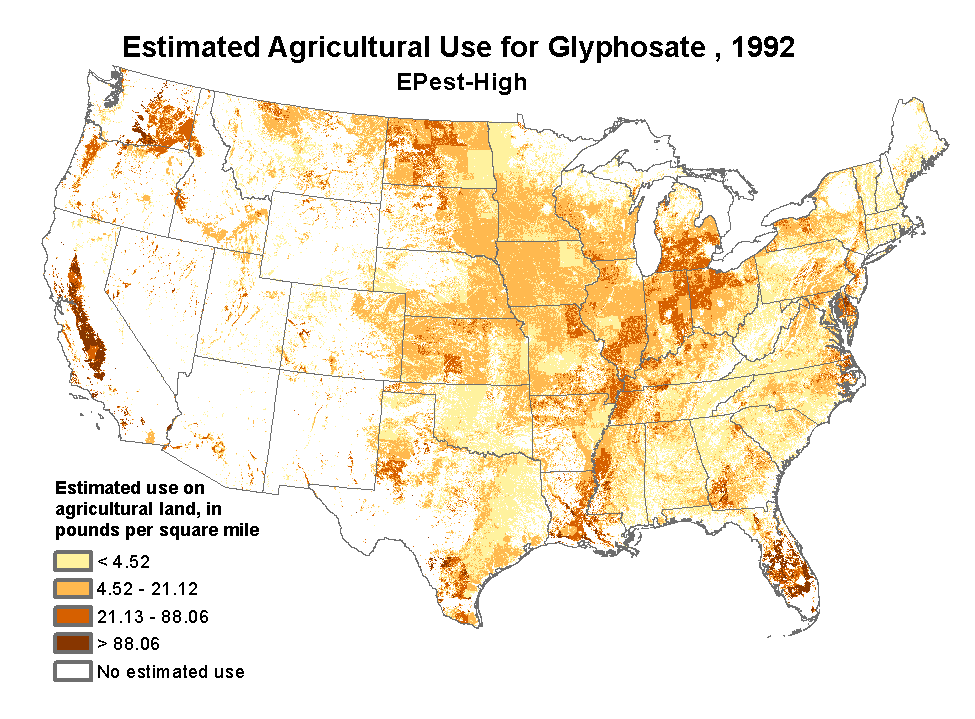 Estimated Agricultural Use for Glyphosate , 1992
EPest-High
Estimated use on
agricultural land, in
pounds per square mile
< 4.52
4.52 - 21.12
21.13 - 88.06
> 88.06
No estimated use